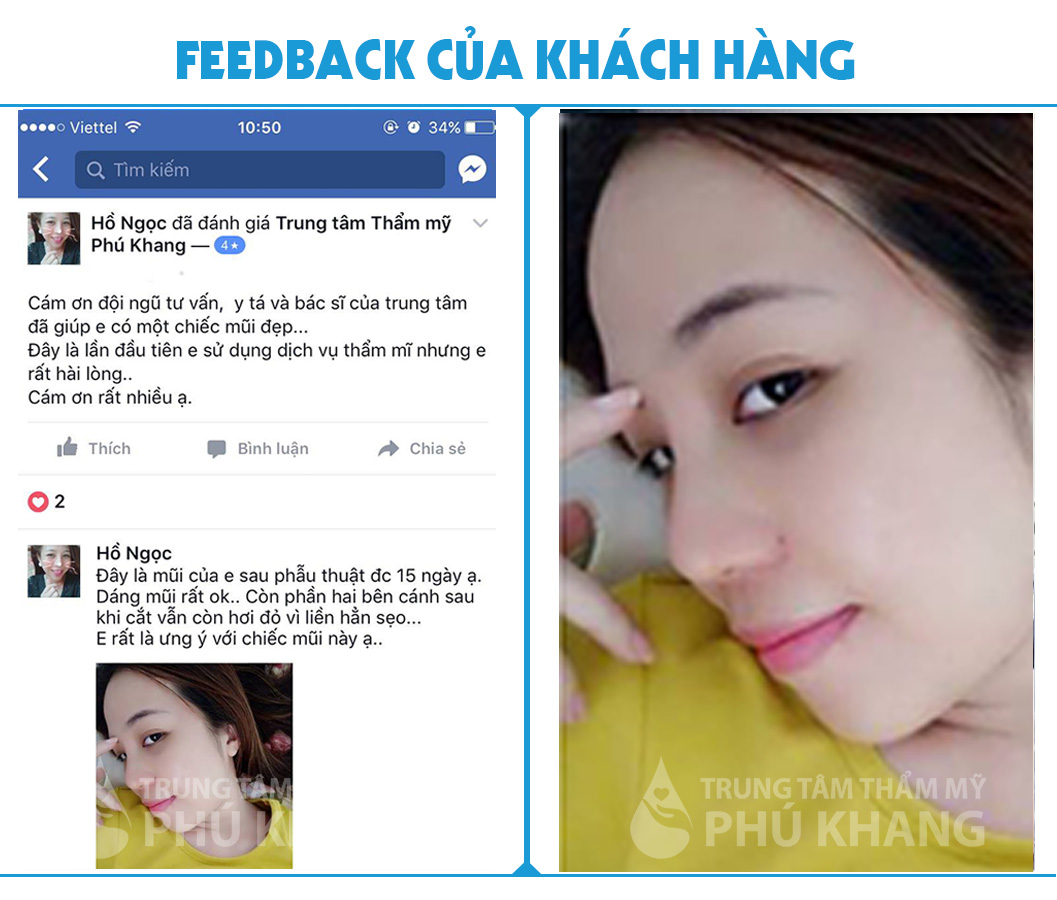 FEEDBACK CỦA KHÁCH HÀNG
Viettel 10:50 34%
Tìm kiếm
Hồ Ngọc đã đánh giá Trung tâm Thẩm mỹ
Phú Khang — 4★
Cám ơn đội ngũ tư vấn, y tá và bác sĩ của trung tâm
đã giúp e có một chiếc mũi đẹp...
Đây là lần đầu tiên e sử dụng dịch vụ thẩm mĩ nhưng e
rất hài lòng..
Cám ơn rất nhiều ạ.
Thích Bình luận Chia sẻ
2
Hồ Ngọc
Đây là mũi của e sau phẫu thuật đc 15 ngày ạ.
Dáng mũi rất ok.. Còn phần hai bên cánh sau
khi cắt vẫn còn hơi đỏ vì liền hẳn sẹo...
E rất là ưng ý với chiếc mũi này ạ..
TRUNG TÂM
PHÚ K
TRUNG TÂM THẨM MỸ
PHÚ KHANG